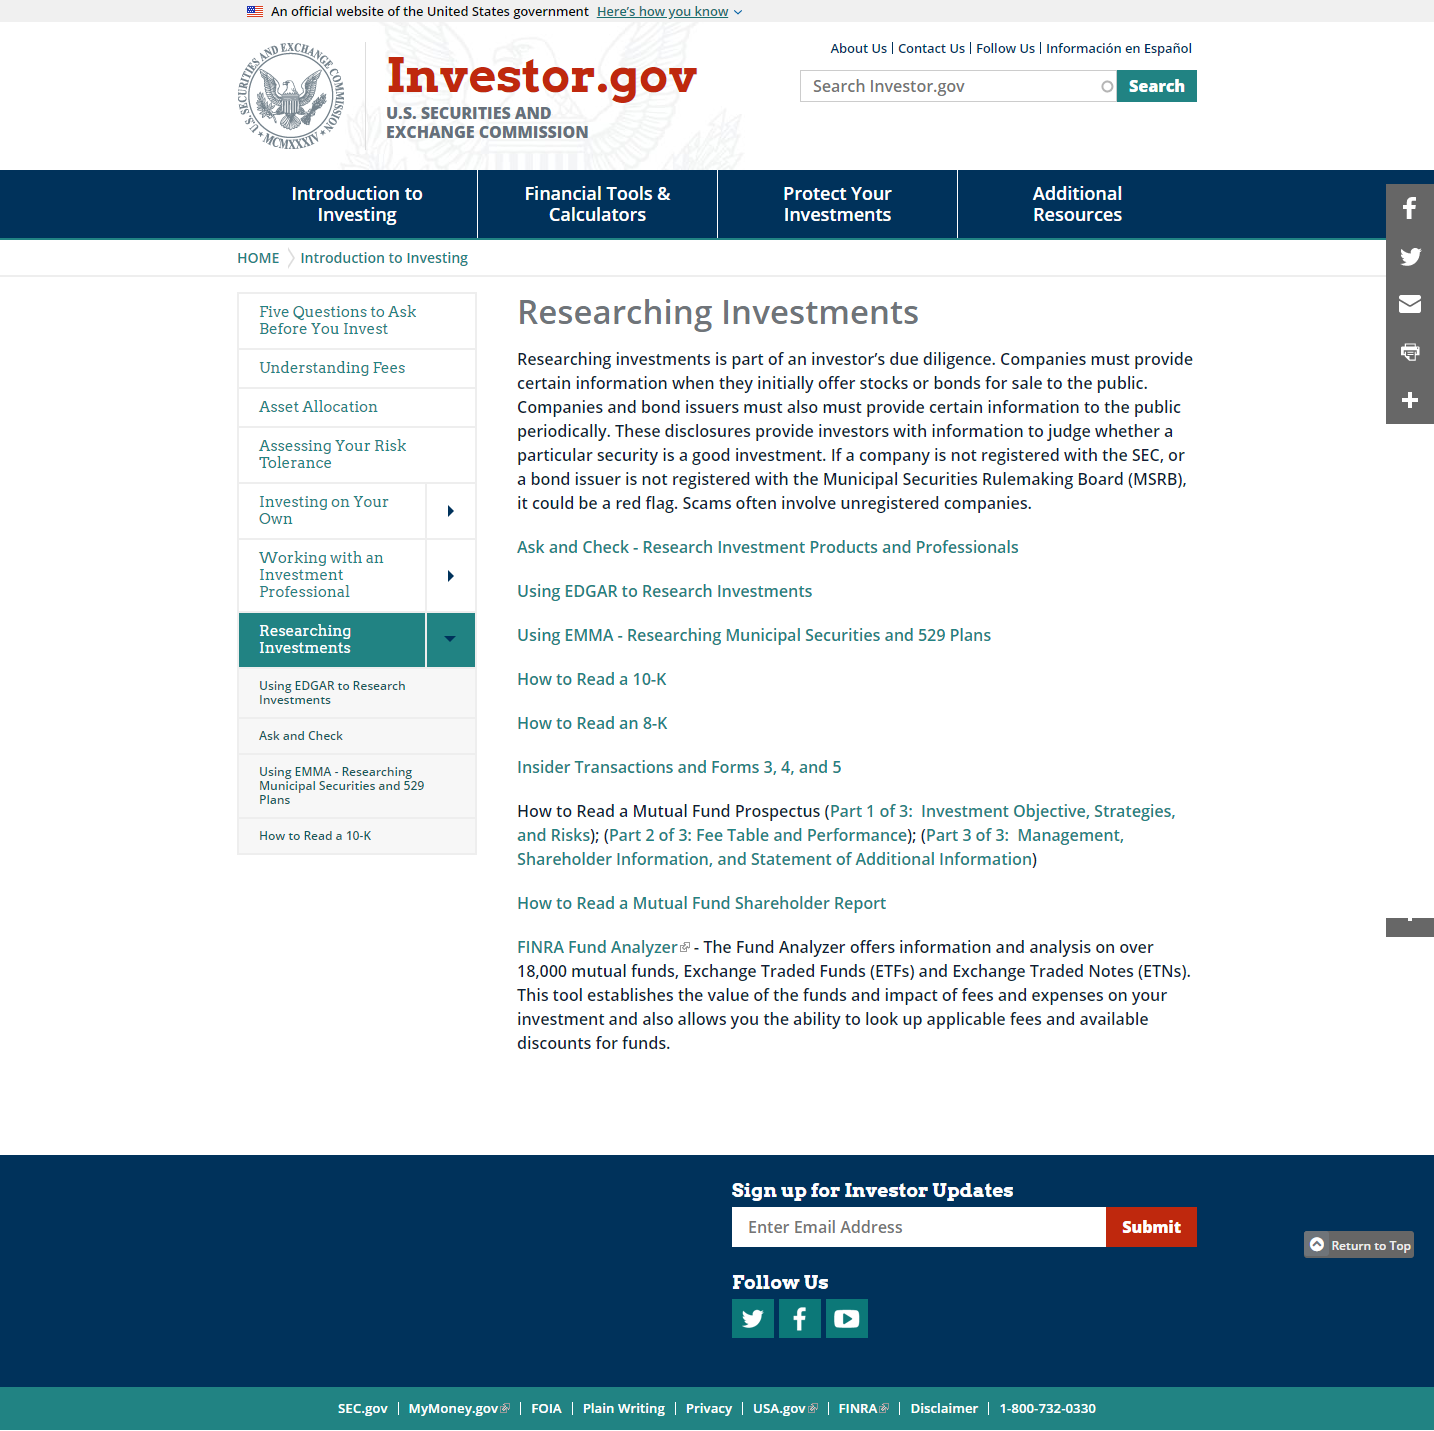 An official website of the United States government Here's how you know
About Us | Contact Us | Follow Us | Información en Español
U.S. SECURITIES AND EXCHANGE COMMISSION MCMXXXIV
Investor.gov
U.S. SECURITIES AND
EXCHANGE COMMISSION
Search Investor.gov
Search
Introduction to
Investing
Financial Tools &
Calculators
Protect Your
Investments
Additional
Resources
HOME Introduction to Investing
Five Questions to Ask
Before You Invest
Understanding Fees
Asset Allocation
Assessing Your Risk
Tolerance
Investing on Your
Own
Working with an
Investment
Professional
Researching
Investments
Using EDGAR to Research
Investments
Ask and Check
Using EMMA - Researching
Municipal Securities and 529
Plans
How to Read a 10-K
Researching Investments
Researching investments is part of an investor’s due diligence. Companies must provide
certain information when they initially offer stocks or bonds for sale to the public.
Companies and bond issuers must also must provide certain information to the public
periodically. These disclosures provide investors with information to judge whether a
particular security is a good investment. If a company is not registered with the SEC, or
a bond issuer is not registered with the Municipal Securities Rulemaking Board (MSRB),
it could be a red flag. Scams often involve unregistered companies.
Ask and Check - Research Investment Products and Professionals
Using EDGAR to Research Investments
Using EMMA - Researching Municipal Securities and 529 Plans
How to Read a 10-K
How to Read an 8-K
Insider Transactions and Forms 3, 4, and 5
How to Read a Mutual Fund Prospectus (Part 1 of 3:  Investment Objective, Strategies,
and Risks); (Part 2 of 3: Fee Table and Performance); (Part 3 of 3:  Management,
Shareholder Information, and Statement of Additional Information)
How to Read a Mutual Fund Shareholder Report
FINRA Fund Analyzer - The Fund Analyzer offers information and analysis on over
18,000 mutual funds, Exchange Traded Funds (ETFs) and Exchange Traded Notes (ETNs).
This tool establishes the value of the funds and impact of fees and expenses on your
investment and also allows you the ability to look up applicable fees and available
discounts for funds.
Sign up for Investor Updates
Enter Email Address
Submit
Return to Top
Follow Us
SEC.gov | MyMoney.gov | FOIA | Plain Writing | Privacy | USA.gov | FINRA | Disclaimer | 1-800-732-0330